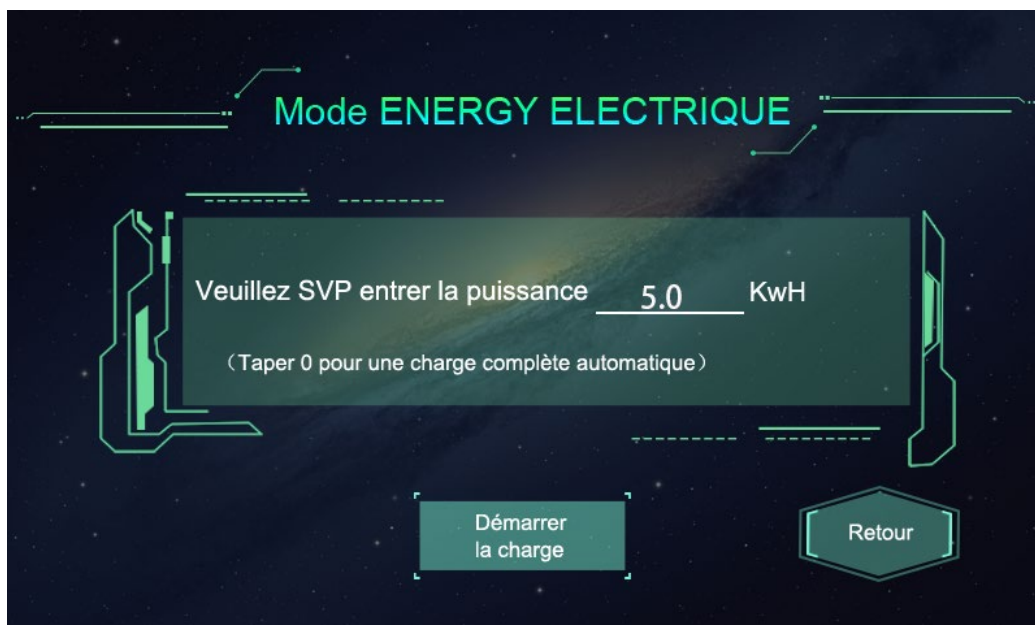 Mode ENERGY ELECTRIQUE
Veuillez SVP entrer la puissance 5.0 KwH
（Taper 0 pour une charge complète automatique）
Démarrer
la charge
Retour